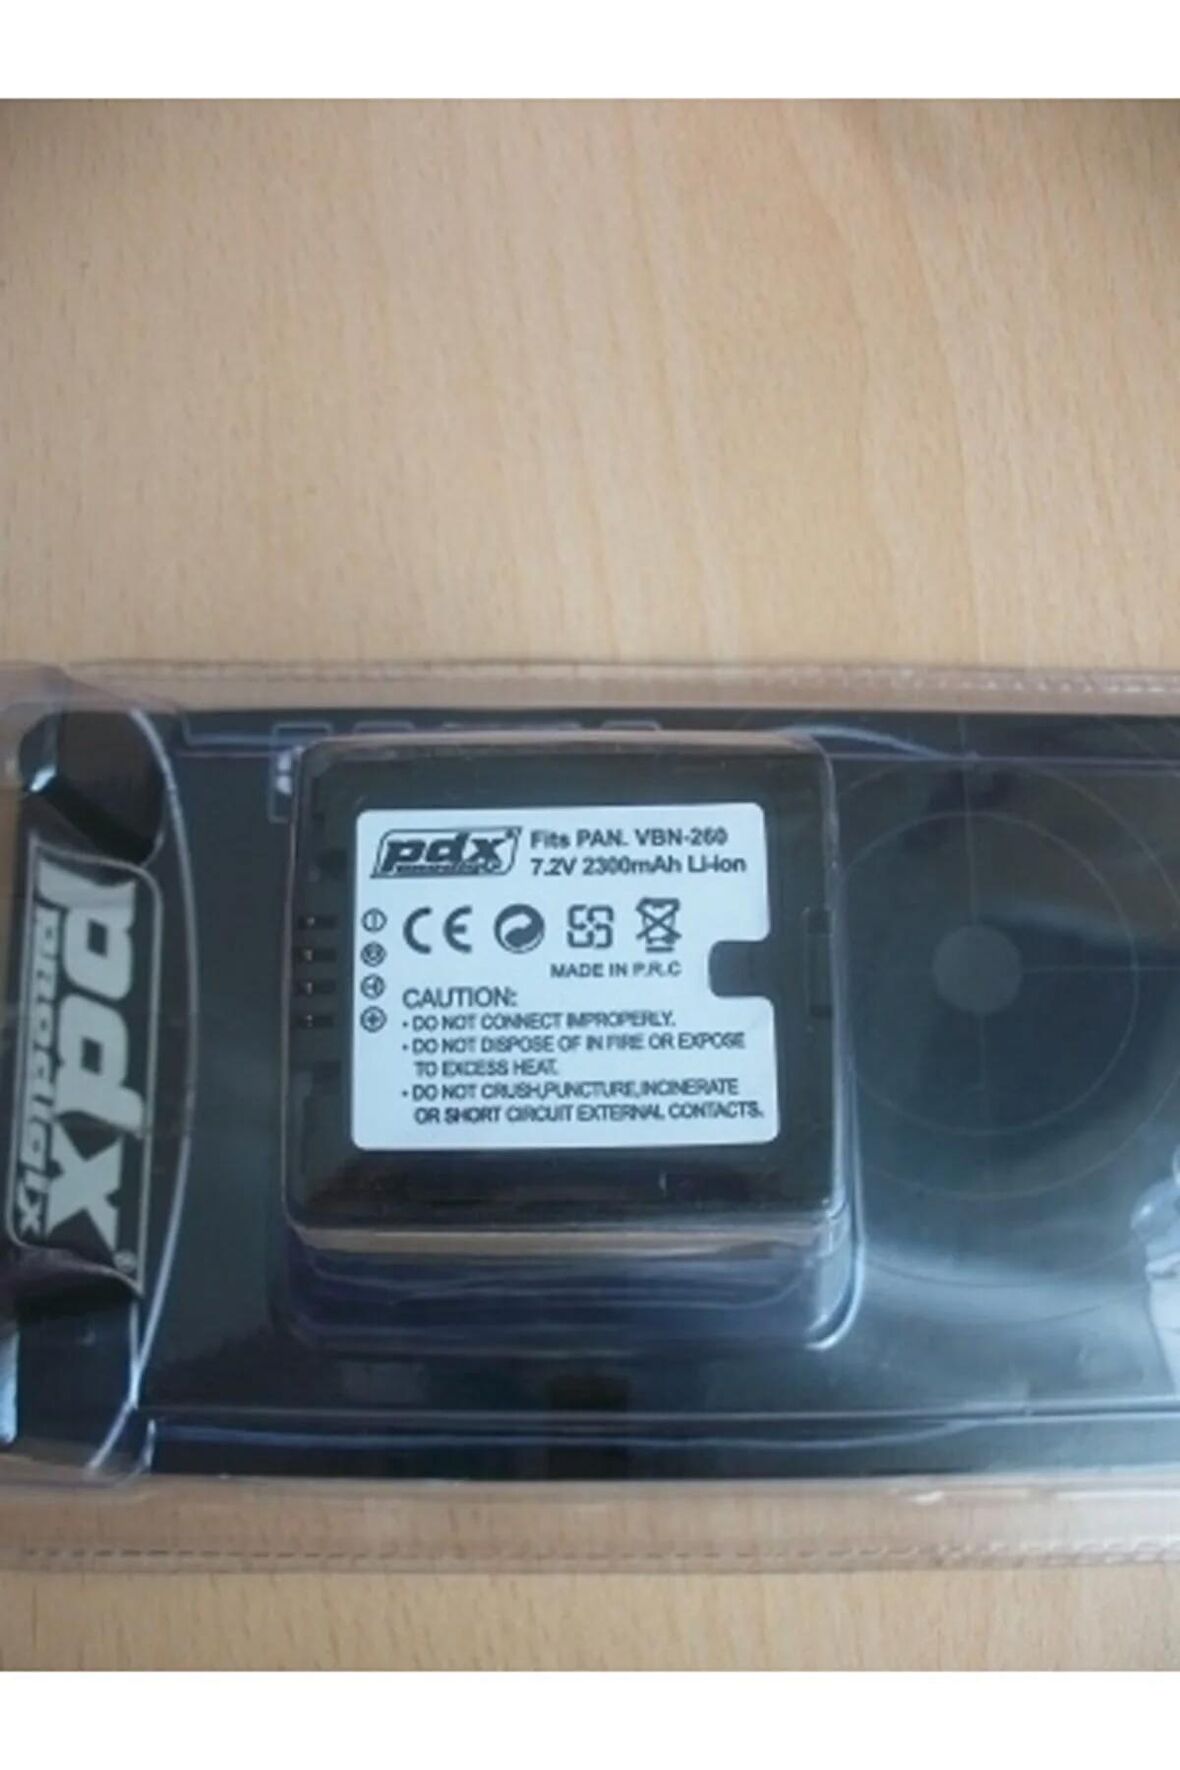 pdx
Fits PAN. VBN-260
7.2V 2300mAh Li-ion
CE
MADE IN P.R.C
CAUTION:
• DO NOT CONNECT IMPROPERLY.
• DO NOT DISPOSE OF IN FIRE OR EXPOSE
TO EXCESS HEAT.
• DO NOT CRUSH,PUNCTURE,INCINERATE
OR SHORT CIRCUIT EXTERNAL CONTACTS.
pdx®